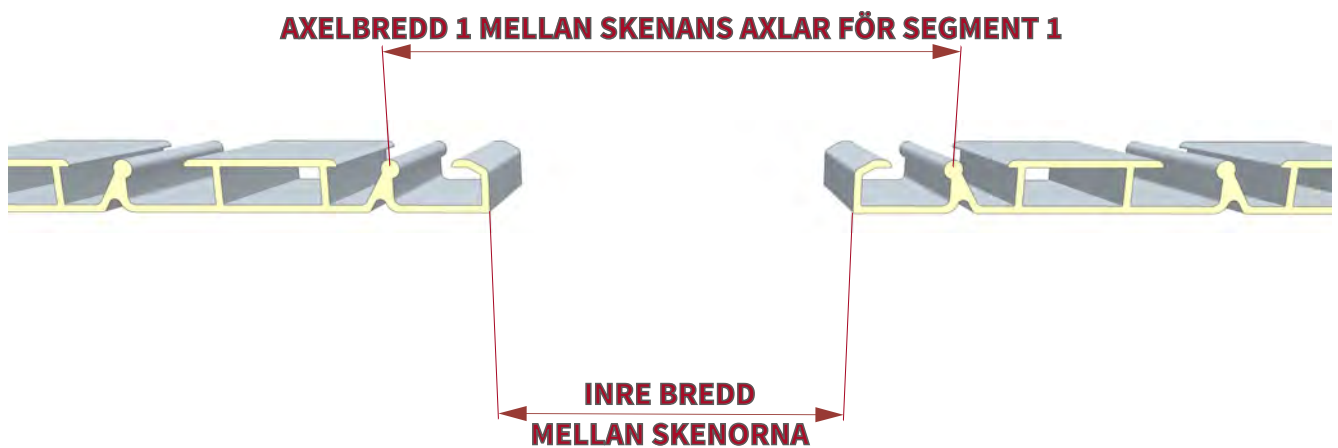 AXELBREDD 1 MELLAN SKENANS AXLAR FÖR SEGMENT 1
INRE BREDD
MELLAN SKENORNA